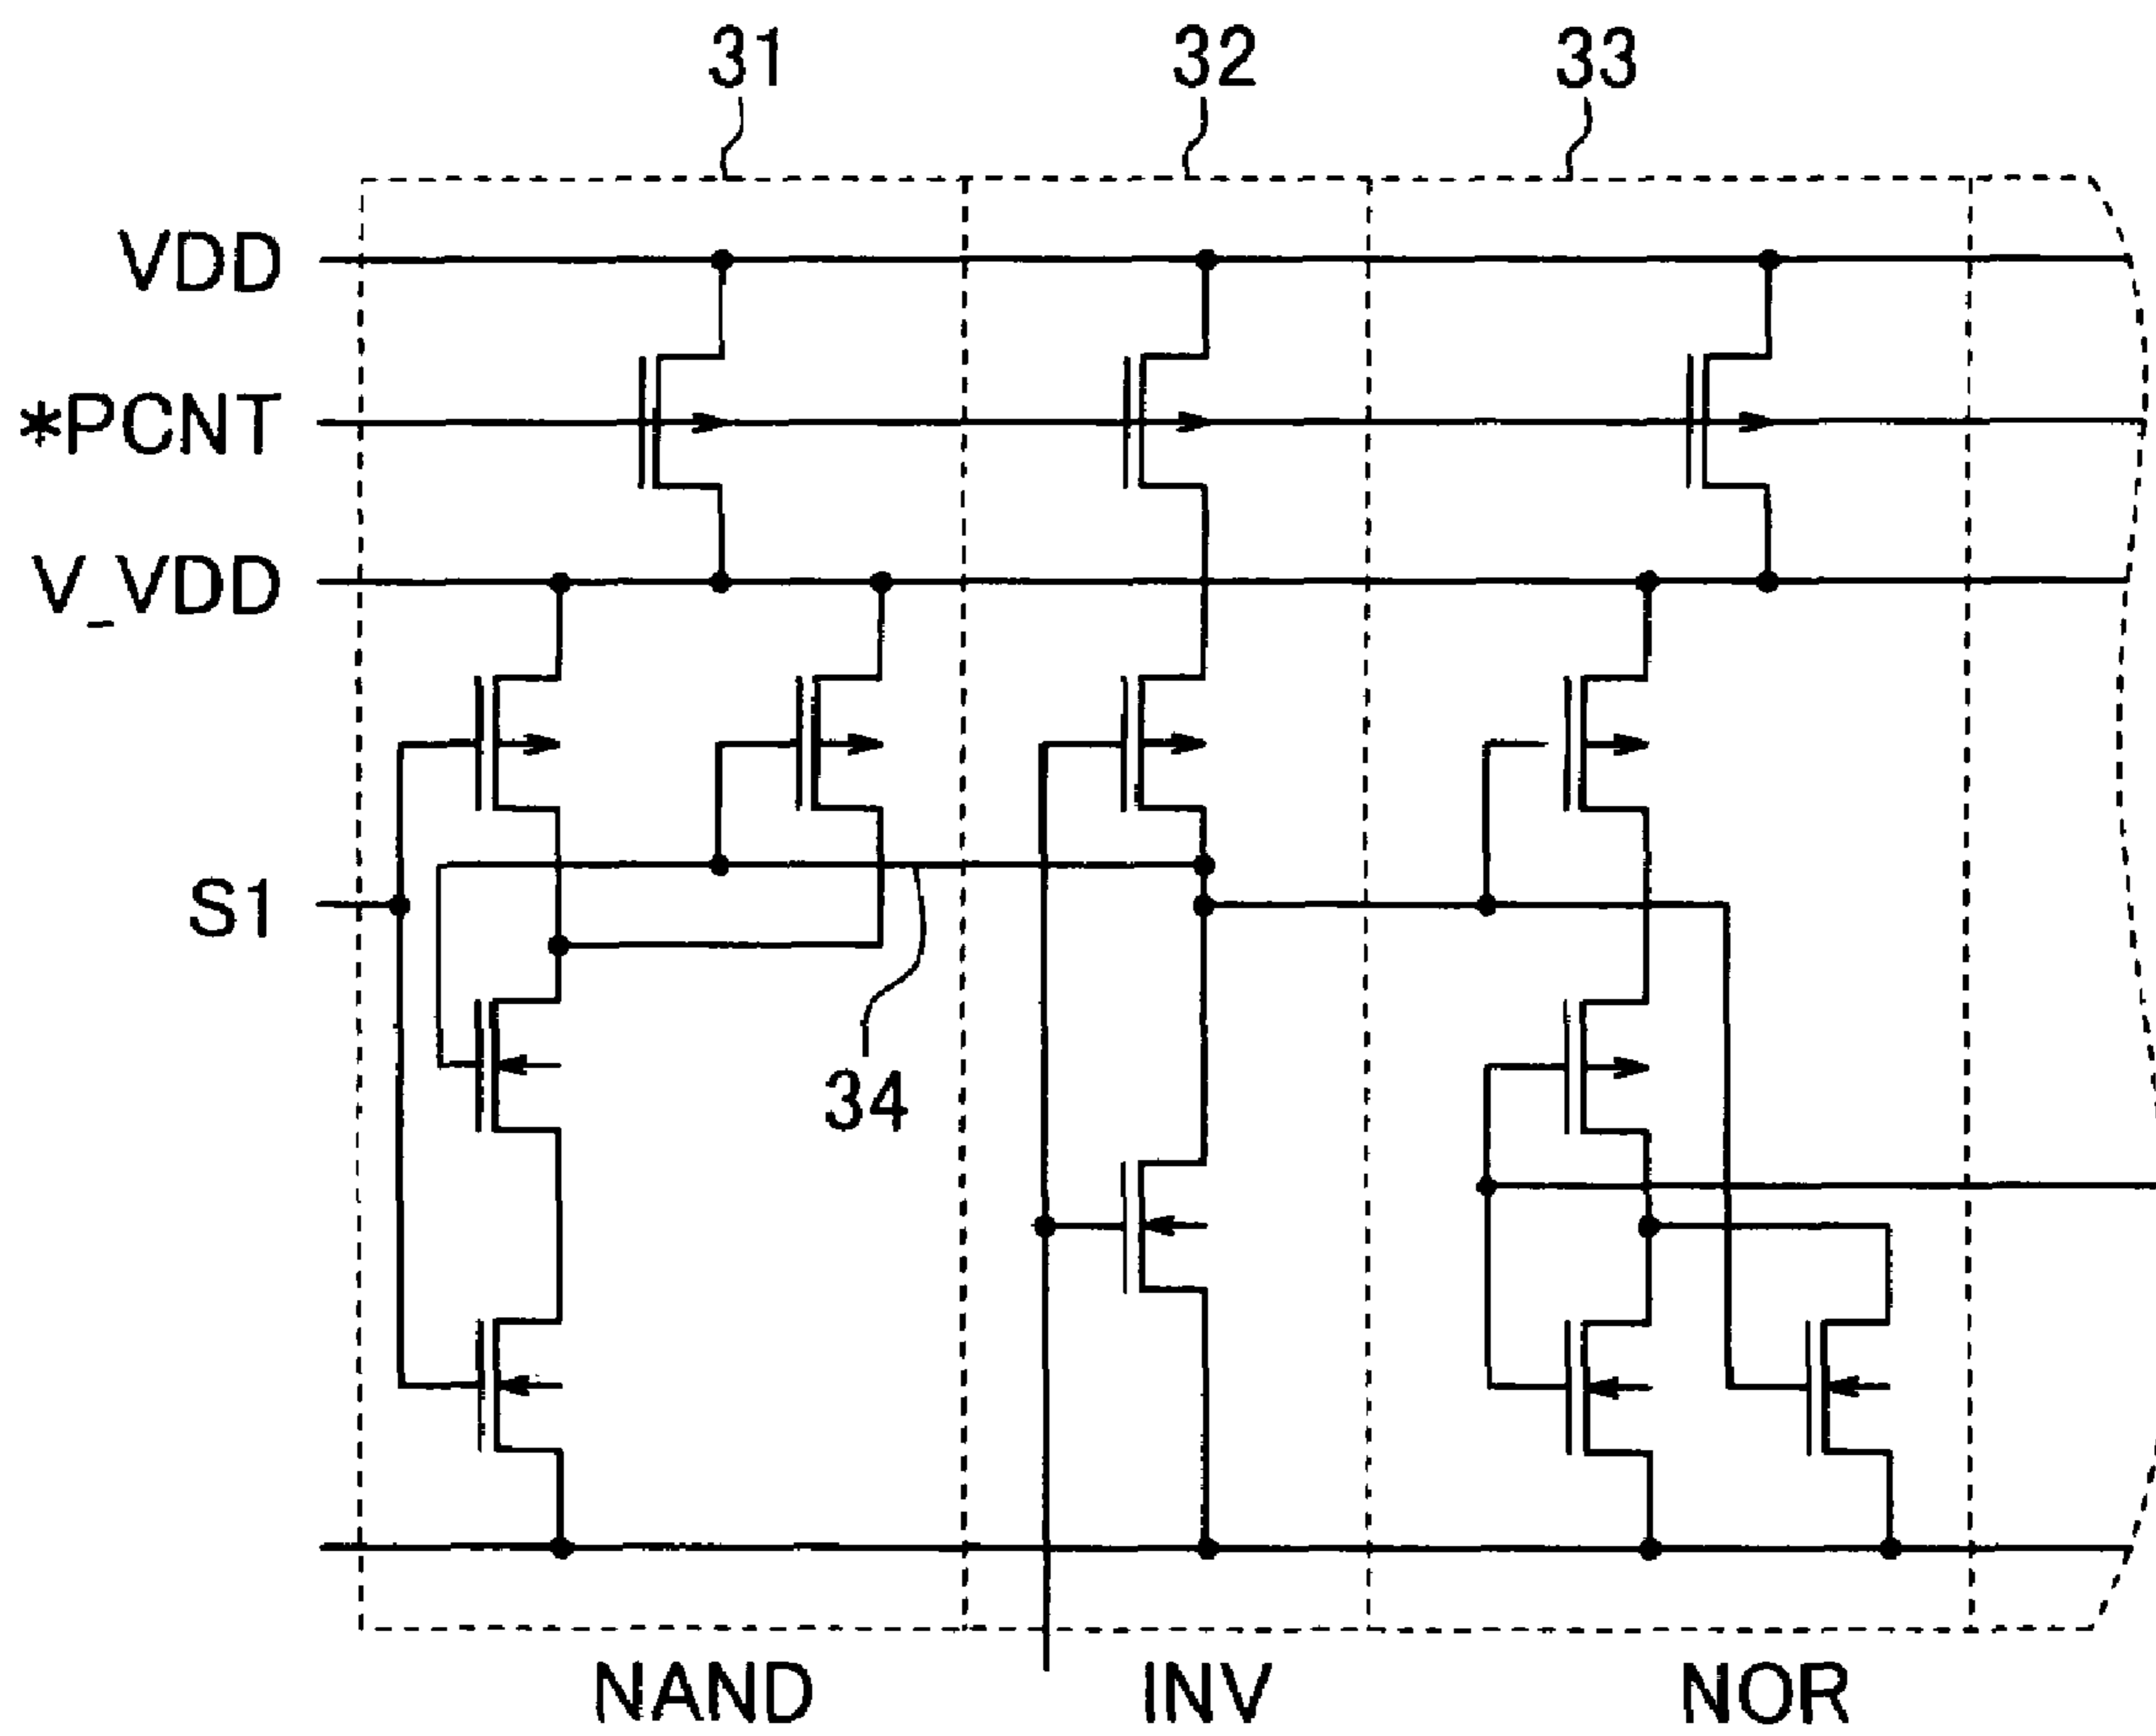 31 32 33
VDD
*PCNT
V_VDD
S1
34
NAND INV NOR